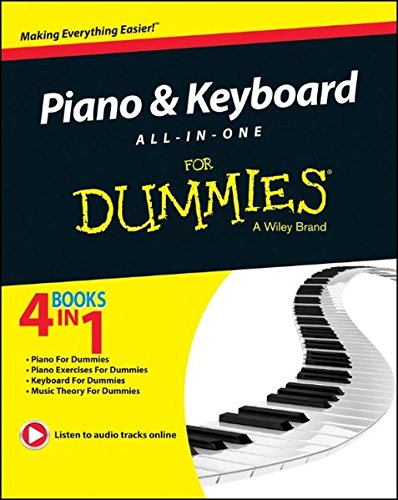 Making Everything Easier!™
Piano & Keyboard
ALL-IN-ONE
FOR
DUMMIES®
A Wiley Brand
4 BOOKS IN 1
• Piano For Dummies
• Piano Exercises For Dummies
• Keyboard For Dummies
• Music Theory For Dummies
Listen to audio tracks online